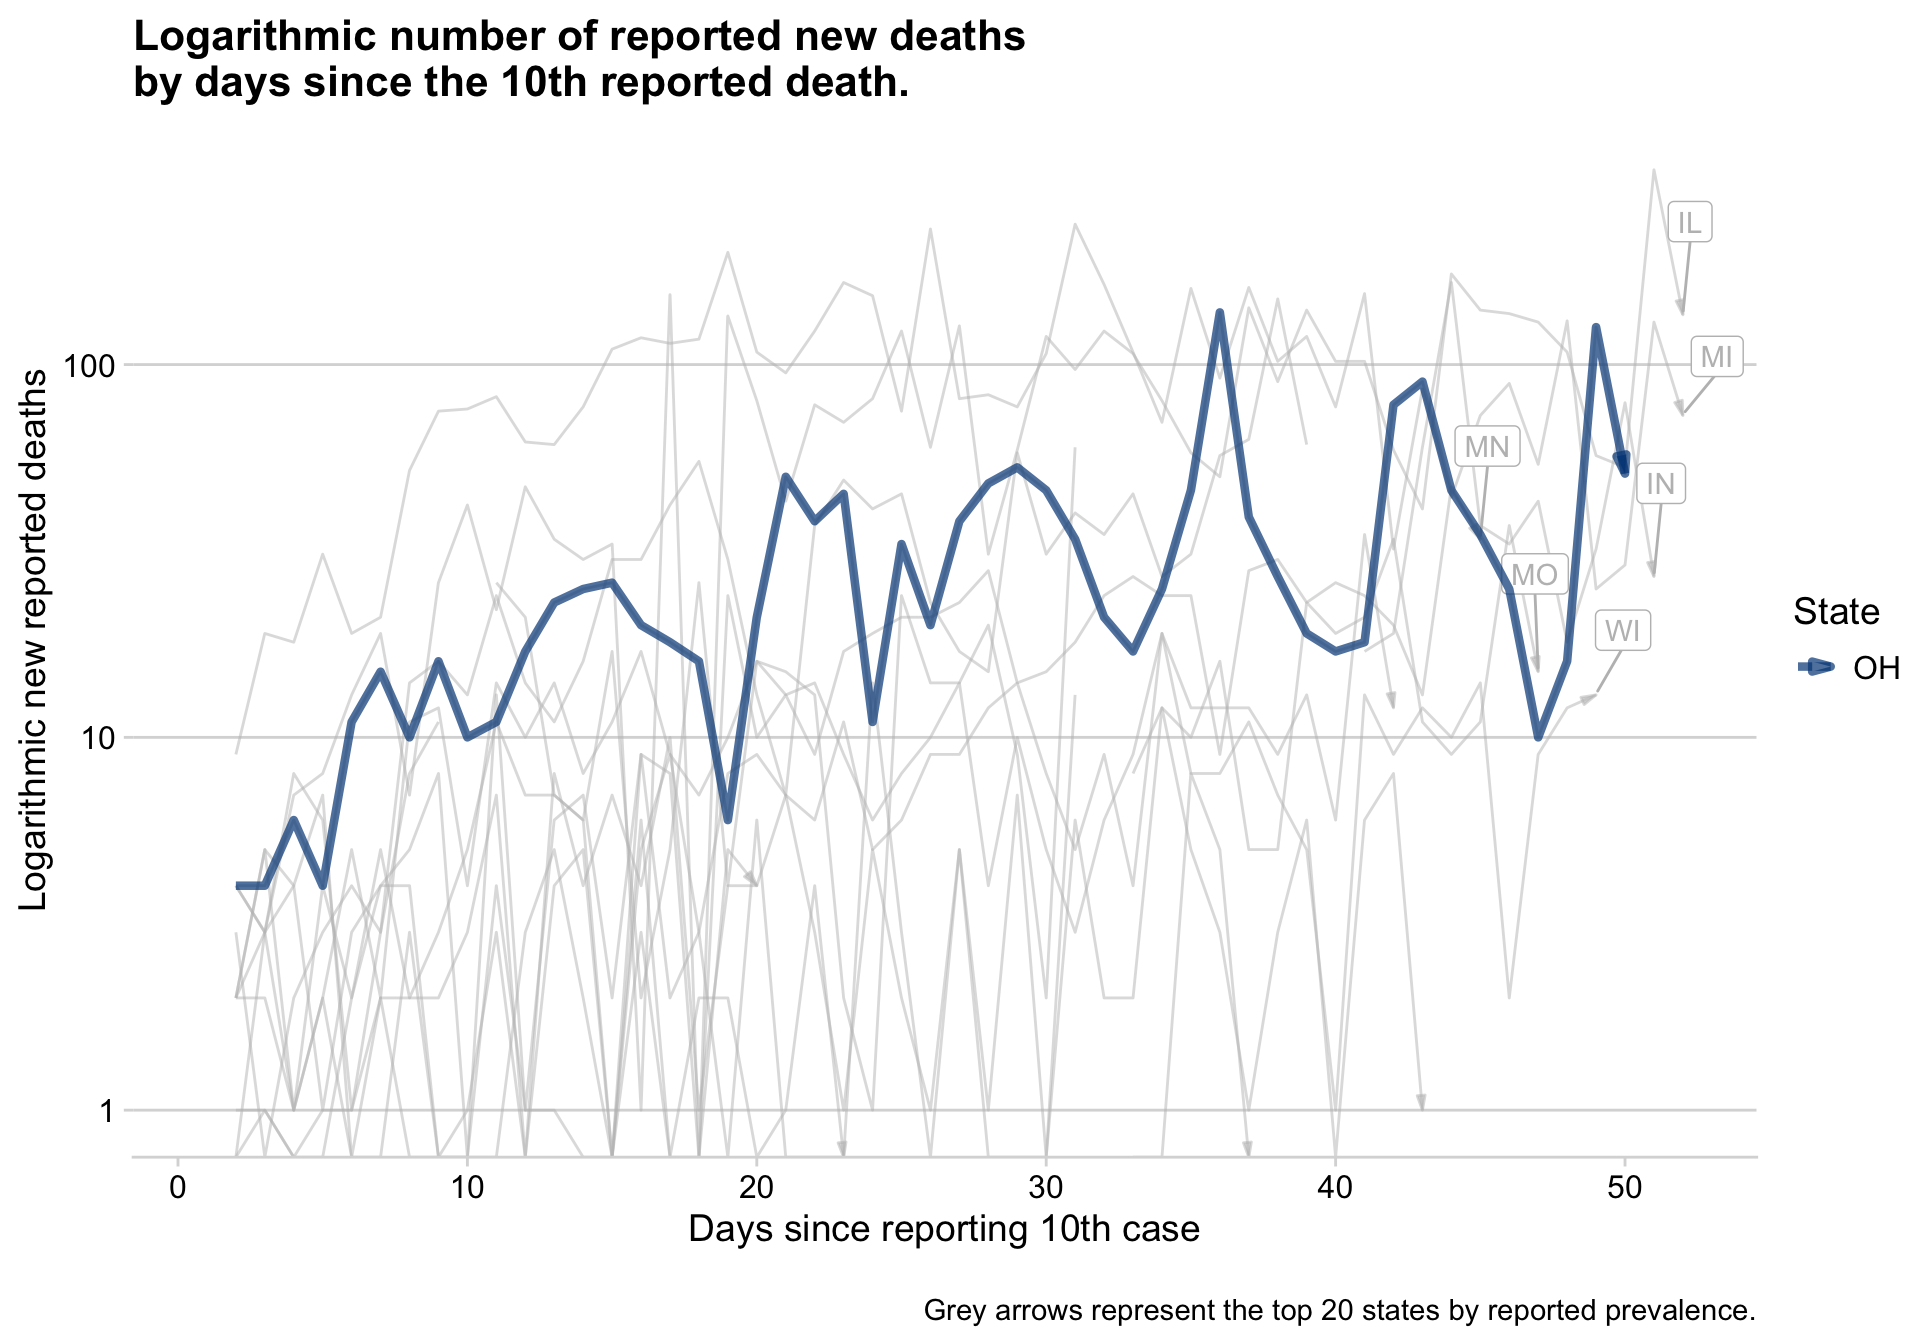 Logarithmic number of reported new deaths
by days since the 10th reported death.
Logarithmic new reported deaths
100
10
1
IL
MI
MN
IN
MO
WI
State
OH
0 10 20 30 40 50
Days since reporting 10th case
Grey arrows represent the top 20 states by reported prevalence.